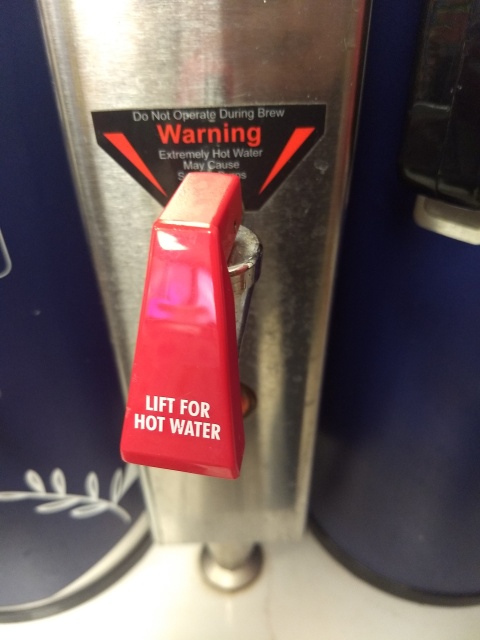 Do Not Operate During Brew
Warning
Extremely Hot Water
May Cause
LIFT FOR
HOT WATER